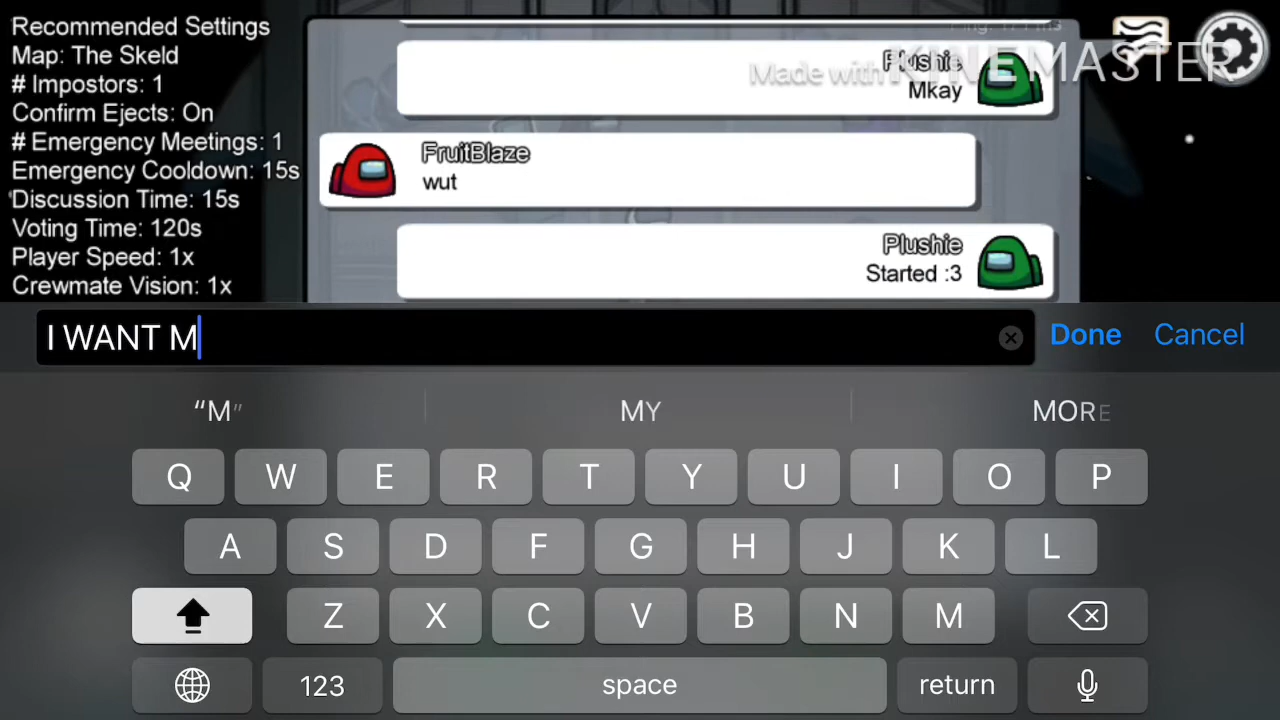 Recommended Settings
Map: The Skeld
# Impostors: 1
Confirm Ejects: On
# Emergency Meetings: 1
Emergency Cooldown: 15s
Discussion Time: 15s
Voting Time: 120s
Player Speed: 1x
Crewmate Vision: 1x
Made with KINEMASTER
Plushie
Mkay
FruitBlaze
wut
Plushie
Started :3
I WANT M
Done
Cancel
“M”
MY
MORE
Q W E R T Y U I O P
A S D F G H J K L
Z X C V B N M
123
space
return